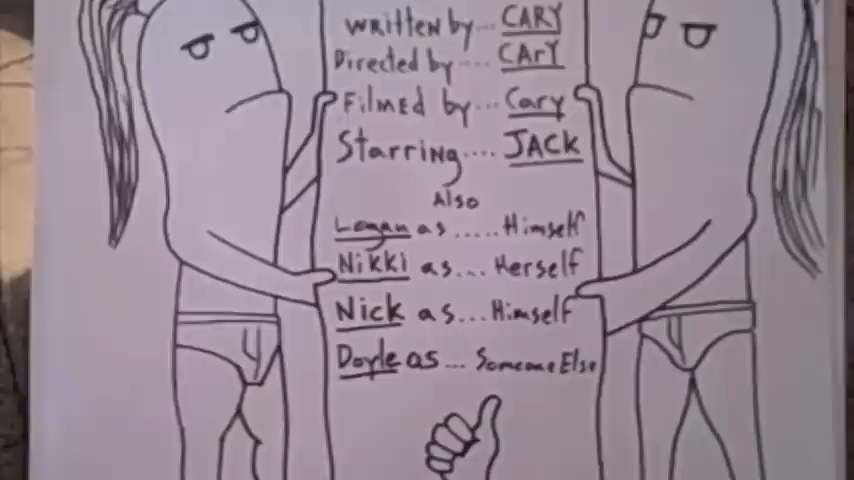 Written by... CARY
Directed by.... CArY
Filmed by... Cary
Starring.... JACK
Also
Logan as ..... Himself
Nikki as... Herself
Nick as... Himself
Doyle as... Someone Else